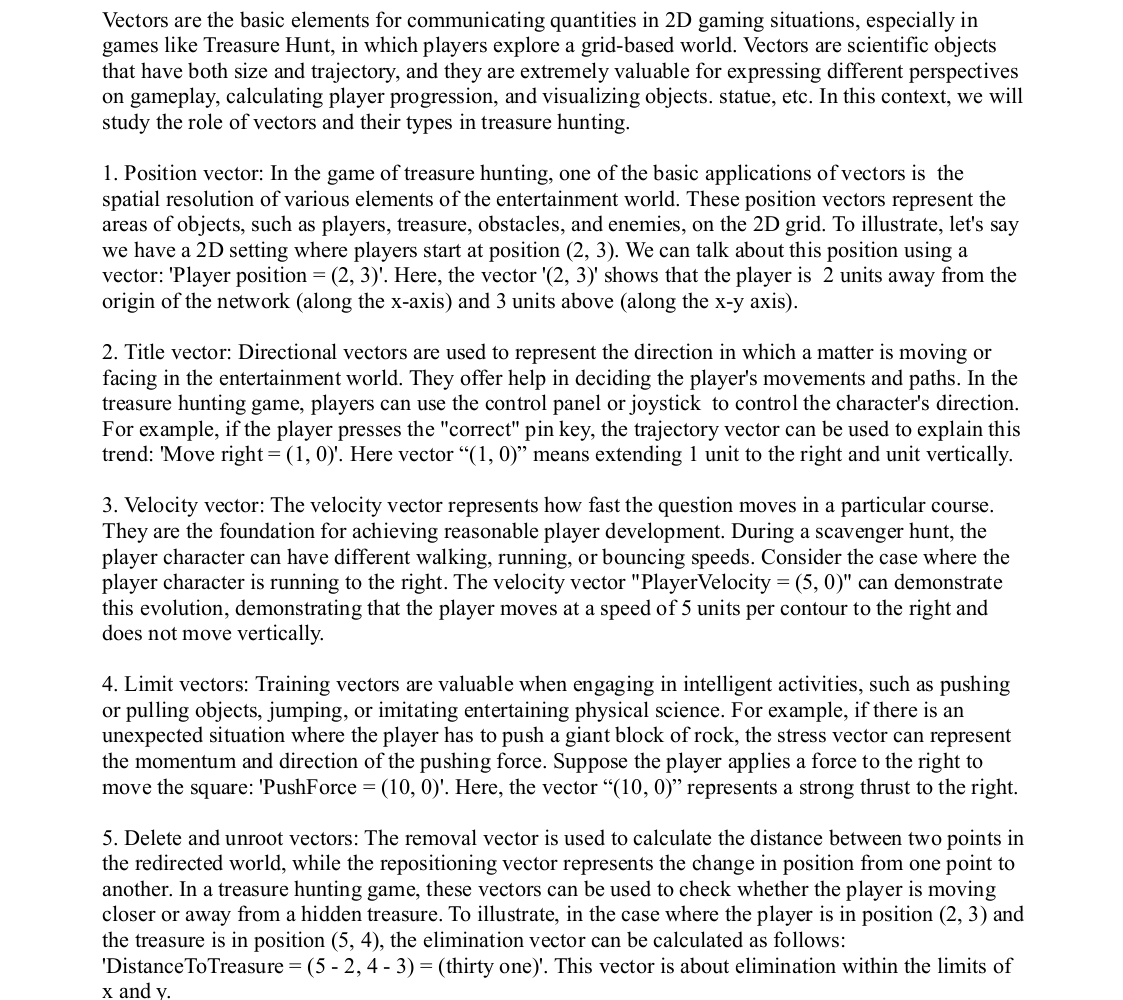 Vectors are the basic elements for communicating quantities in 2D gaming situations, especially in
games like Treasure Hunt, in which players explore a grid-based world. Vectors are scientific objects
that have both size and trajectory, and they are extremely valuable for expressing different perspectives
on gameplay, calculating player progression, and visualizing objects. statue, etc. In this context, we will
study the role of vectors and their types in treasure hunting.
1. Position vector: In the game of treasure hunting, one of the basic applications of vectors is  the
spatial resolution of various elements of the entertainment world. These position vectors represent the
areas of objects, such as players, treasure, obstacles, and enemies, on the 2D grid. To illustrate, let's say
we have a 2D setting where players start at position (2, 3). We can talk about this position using a
vector: 'Player position = (2, 3)'. Here, the vector '(2, 3)' shows that the player is  2 units away from the
origin of the network (along the x-axis) and 3 units above (along the x-y axis).
2. Title vector: Directional vectors are used to represent the direction in which a matter is moving or
facing in the entertainment world. They offer help in deciding the player's movements and paths. In the
treasure hunting game, players can use the control panel or joystick  to control the character's direction.
For example, if the player presses the "correct" pin key, the trajectory vector can be used to explain this
trend: 'Move right = (1, 0)'. Here vector “(1, 0)” means extending 1 unit to the right and unit vertically.
3. Velocity vector: The velocity vector represents how fast the question moves in a particular course.
They are the foundation for achieving reasonable player development. During a scavenger hunt, the
player character can have different walking, running, or bouncing speeds. Consider the case where the
player character is running to the right. The velocity vector "PlayerVelocity = (5, 0)" can demonstrate
this evolution, demonstrating that the player moves at a speed of 5 units per contour to the right and
does not move vertically.
4. Limit vectors: Training vectors are valuable when engaging in intelligent activities, such as pushing
or pulling objects, jumping, or imitating entertaining physical science. For example, if there is an
unexpected situation where the player has to push a giant block of rock, the stress vector can represent
the momentum and direction of the pushing force. Suppose the player applies a force to the right to
move the square: 'PushForce = (10, 0)'. Here, the vector “(10, 0)” represents a strong thrust to the right.
5. Delete and unroot vectors: The removal vector is used to calculate the distance between two points in
the redirected world, while the repositioning vector represents the change in position from one point to
another. In a treasure hunting game, these vectors can be used to check whether the player is moving
closer or away from a hidden treasure. To illustrate, in the case where the player is in position (2, 3) and
the treasure is in position (5, 4), the elimination vector can be calculated as follows:
'DistanceToTreasure = (5 - 2, 4 - 3) = (thirty one)'. This vector is about elimination within the limits of
x and y.